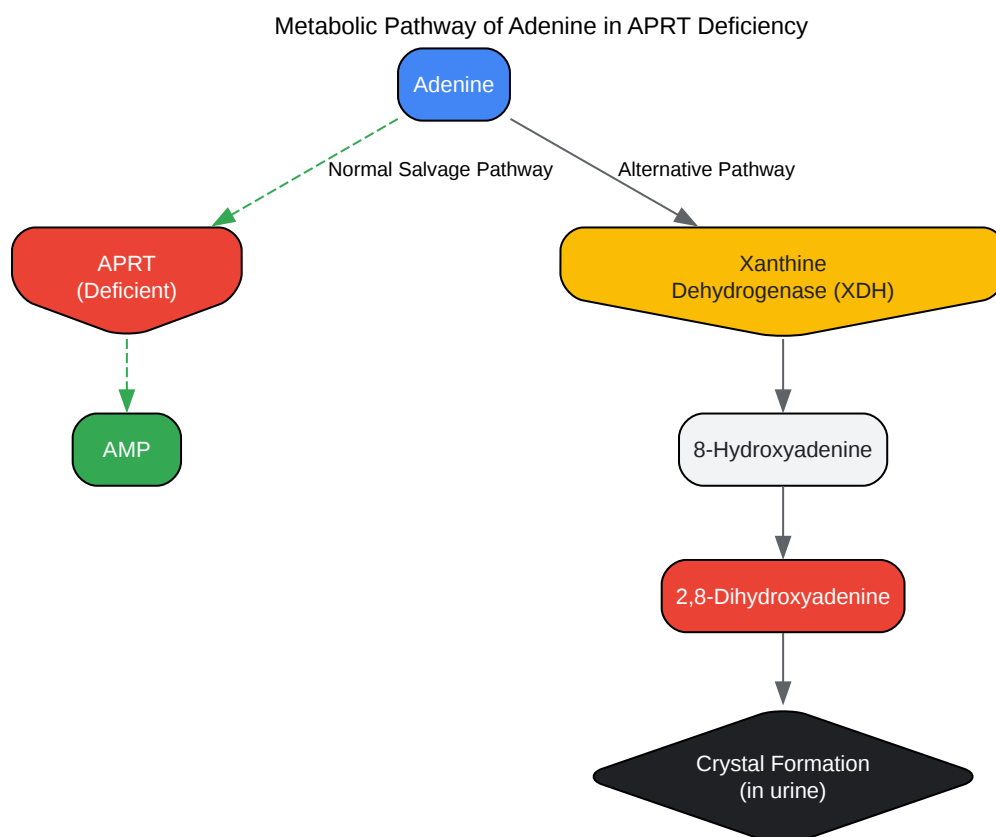 Metabolic Pathway of Adenine in APRT Deficiency
Adenine
Normal Salvage Pathway
Alternative Pathway
APRT
(Deficient)
Xanthine
Dehydrogenase (XDH)
AMP
8-Hydroxyadenine
2,8-Dihydroxyadenine
Crystal Formation
(in urine)